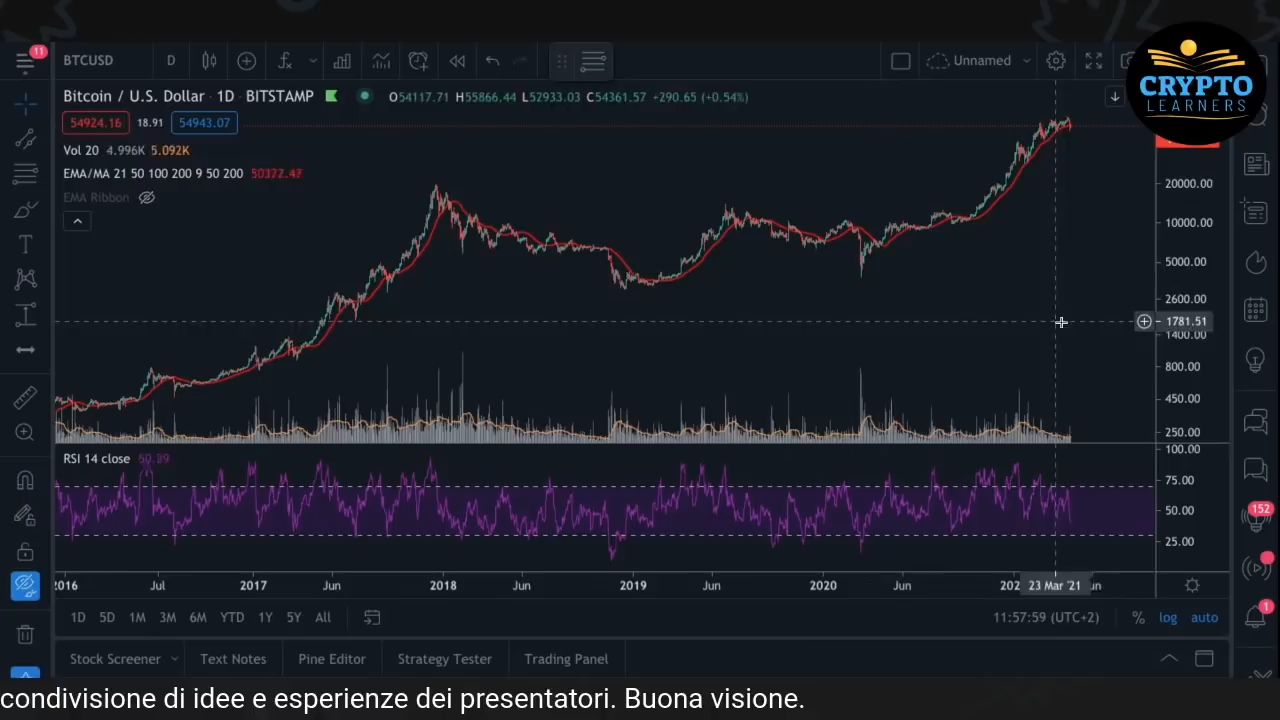 11
BTCUSD
D
Unnamed
CRYPTO
LEARNERS
Bitcoin / U.S. Dollar · 1D · BITSTAMP
O54117.71 H55866.44 L52933.03 C54361.57 +290.65 (+0.54%)
54924.16 18.91 54943.07
Vol 20 4.996K 5.092K
EMA/MA 21 50 100 200 9 50 200 50372.47
EMA Ribbon
20000.00
10000.00
5000.00
2600.00
1781.51
1400.00
800.00
450.00
250.00
RSI 14 close
100.00
75.00
50.00
25.00
152
1
2016 Jul 2017 Jun 2018 Jun 2019 Jun 2020 Jun 23 Mar '21
1D 5D 1M 3M 6M YTD 1Y 5Y All
11:57:59 (UTC+2) % log auto
Stock Screener Text Notes Pine Editor Strategy Tester Trading Panel
condivisione di idee e esperienze dei presentatori. Buona visione.